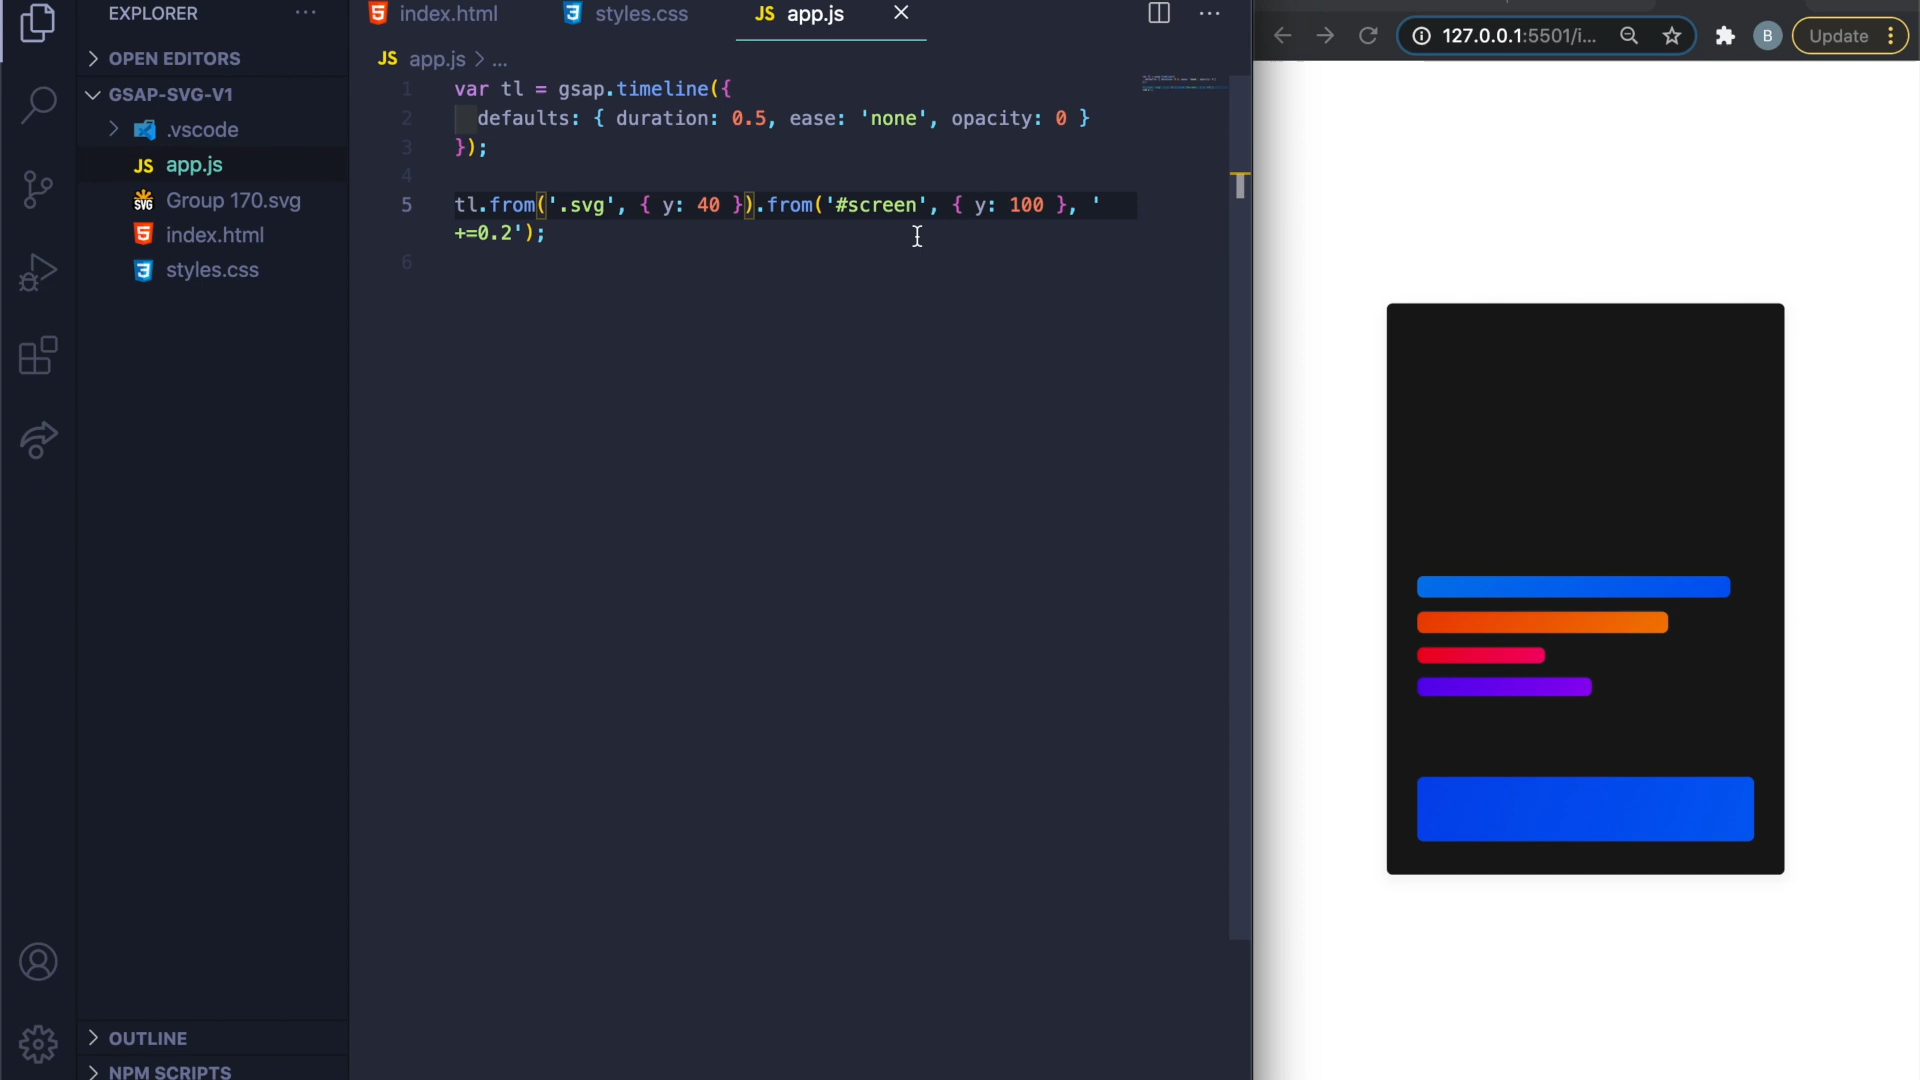 EXPLORER
index.html
styles.css
JS app.js
127.0.0.1:5501/i...
B
Update
OPEN EDITORS
JS app.js > ...
GSAP-SVG-V1
.vscode
JS app.js
SVG Group 170.svg
index.html
styles.css
1 var tl = gsap.timeline({
2 defaults: { duration: 0.5, ease: 'none', opacity: 0 }
3 });
4
5 tl.from('.svg', { y: 40 }).from('#screen', { y: 100 }, '
+=0.2');
6
OUTLINE
NPM SCRIPTS